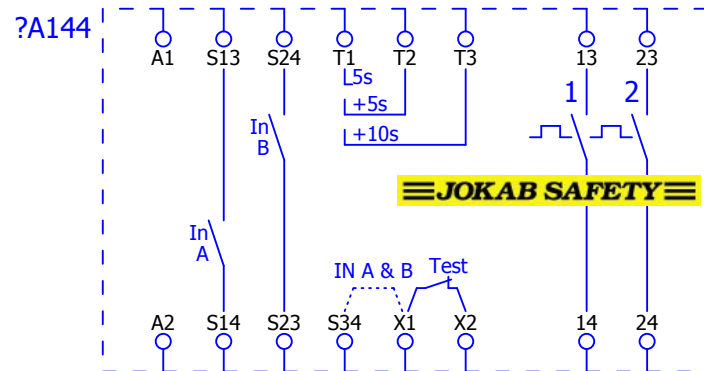 ?A144
A1 S13 S24 T1 T2 T3 13 23
5s
+5s
+10s
1 2
In
B
JOKAB SAFETY
In
A
IN A & B Test
A2 S14 S23 S34 X1 X2 14 24